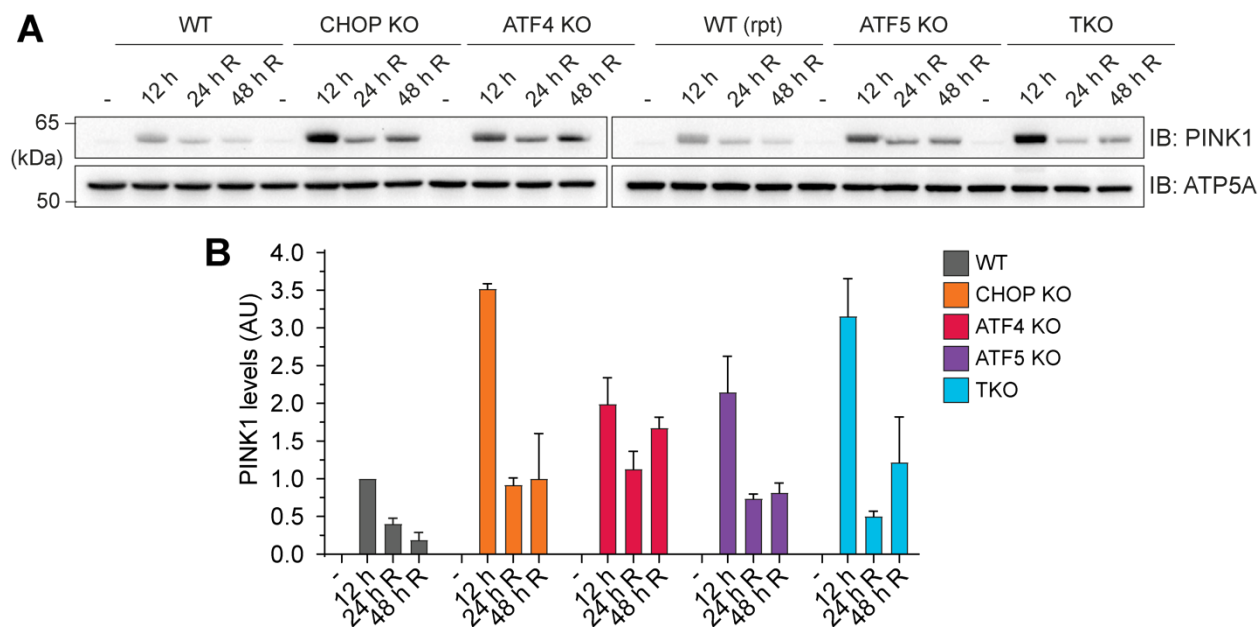 A
WT CHOP KO ATF4 KO WT (rpt) ATF5 KO TKO
- 12 h 24 h R 48 h R - 12 h 24 h R 48 h R - 12 h 24 h R 48 h R - 12 h 24 h R 48 h R - 12 h 24 h R 48 h R - 12 h 24 h R 48 h R
65
(kDa)
IB: PINK1
50
IB: ATP5A
B
PINK1 levels (AU)
4.0
3.5
3.0
2.5
2.0
1.5
1.0
0.5
0.0
- 12 h 24 h R 48 h R - 12 h 24 h R 48 h R - 12 h 24 h R 48 h R - 12 h 24 h R 48 h R - 12 h 24 h R 48 h R
WT
CHOP KO
ATF4 KO
ATF5 KO
TKO